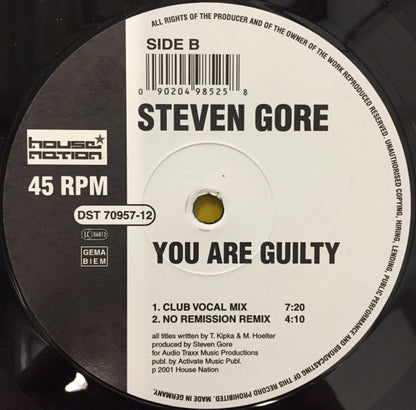 ALL RIGHTS OF THE PRODUCER AND OF THE OWNER OF THE WORK REPRODUCED RESERVED. UNAUTHORISED COPYING, HIRING, LENDING, PUBLIC PERFORMANCE AND BROADCASTING OF THIS RECORD PROHIBITED. MADE IN GERMANY.
SIDE B
0 90204 98525 8
STEVEN GORE
HOUSE
NATION
45 RPM
DST 70957-12
LC 06813
GEMA
BIEM
YOU ARE GUILTY
1. CLUB VOCAL MIX 7:20
2. NO REMISSION REMIX 4:10
all titles written by T. Kipka & M. Hoelter
produced by Steven Gore
for Audio Traxx Music Productions
publ. by Activate Music Publ.
p 2001 House Nation